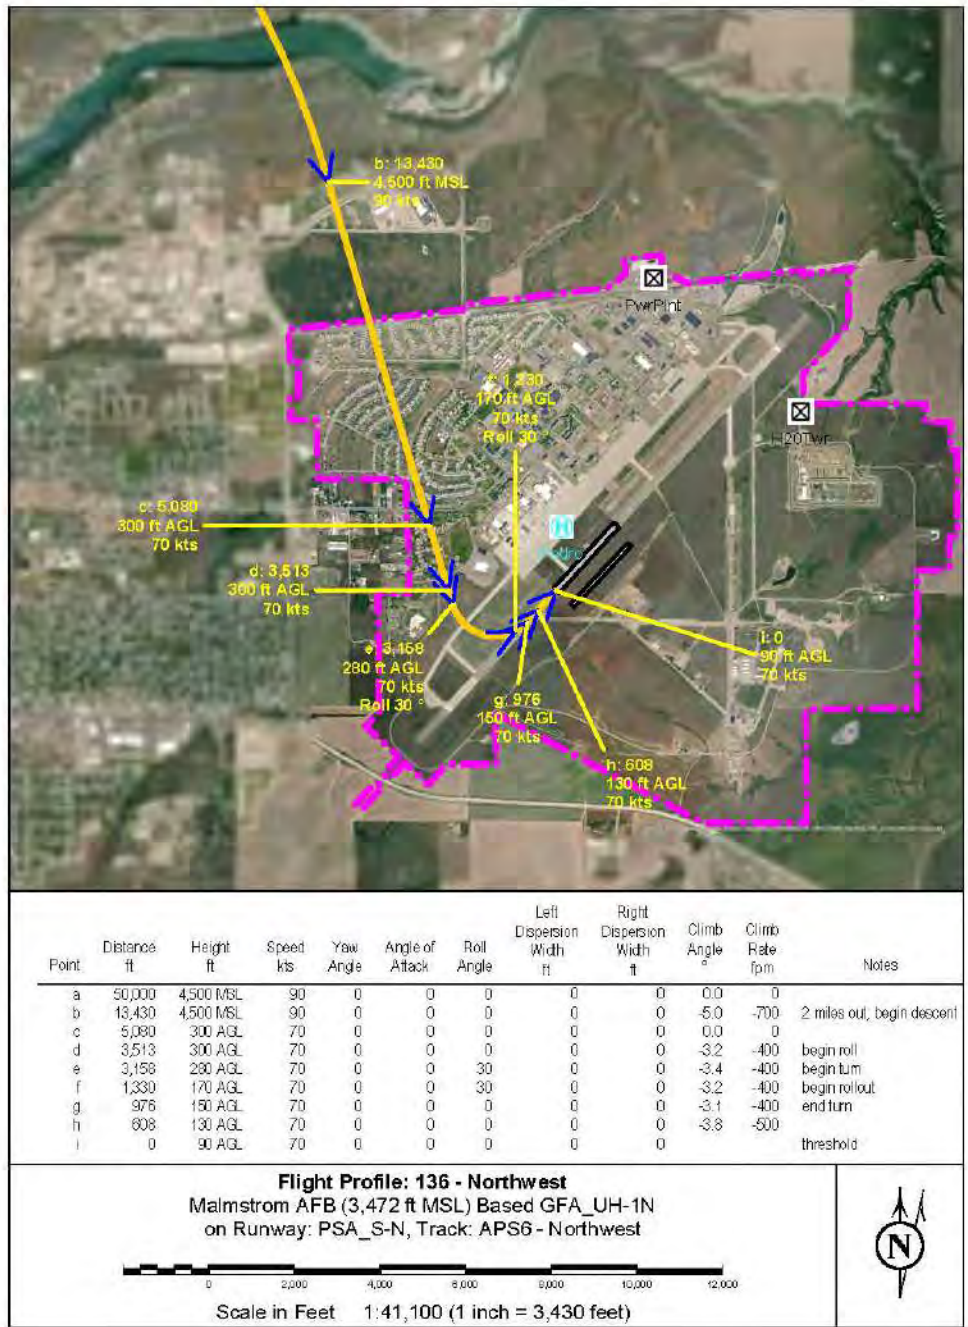 b: 13,430
4,500 ft MSL
90 kts
PwrPlnt
f: 1,330
170 ft AGL
70 kts
Roll 30 °
H20Twr
c: 5,080
300 ft AGL
70 kts
H
d: 3,513
300 ft AGL
70 kts
e: 3,158
280 ft AGL
70 kts
Roll 30 °
i: 0
90 ft AGL
70 kts
g: 976
150 ft AGL
70 kts
h: 608
130 ft AGL
70 kts
Point Distance ft Height ft Speed kts Yaw Angle Angle of Attack Roll Angle Left Dispersion Width ft Right Dispersion Width ft Climb Angle ° Climb Rate fpm Notes
a 50,000 4,500 MSL 90 0 0 0 0 0 0.0 0
b 13,430 4,500 MSL 90 0 0 0 0 0 -5.0 -700 2 miles out, begin descent
c 5,080 300 AGL 70 0 0 0 0 0 0.0 0
d 3,513 300 AGL 70 0 0 0 0 0 -3.2 -400 begin roll
e 3,158 280 AGL 70 0 0 30 0 0 -3.4 -400 begin turn
f 1,330 170 AGL 70 0 0 30 0 0 -3.2 -400 begin rollout
g 976 150 AGL 70 0 0 0 0 0 -3.1 -400 end turn
h 608 130 AGL 70 0 0 0 0 0 -3.8 -500
i 0 90 AGL 70 0 0 0 0 0 threshold
Flight Profile: 136 - Northwest
Malmstrom AFB (3,472 ft MSL) Based GFA_UH-1N
on Runway: PSA_S-N, Track: APS6 - Northwest
0 2,000 4,000 6,000 8,000 10,000 12,000
Scale in Feet 1:41,100 (1 inch = 3,430 feet)
N